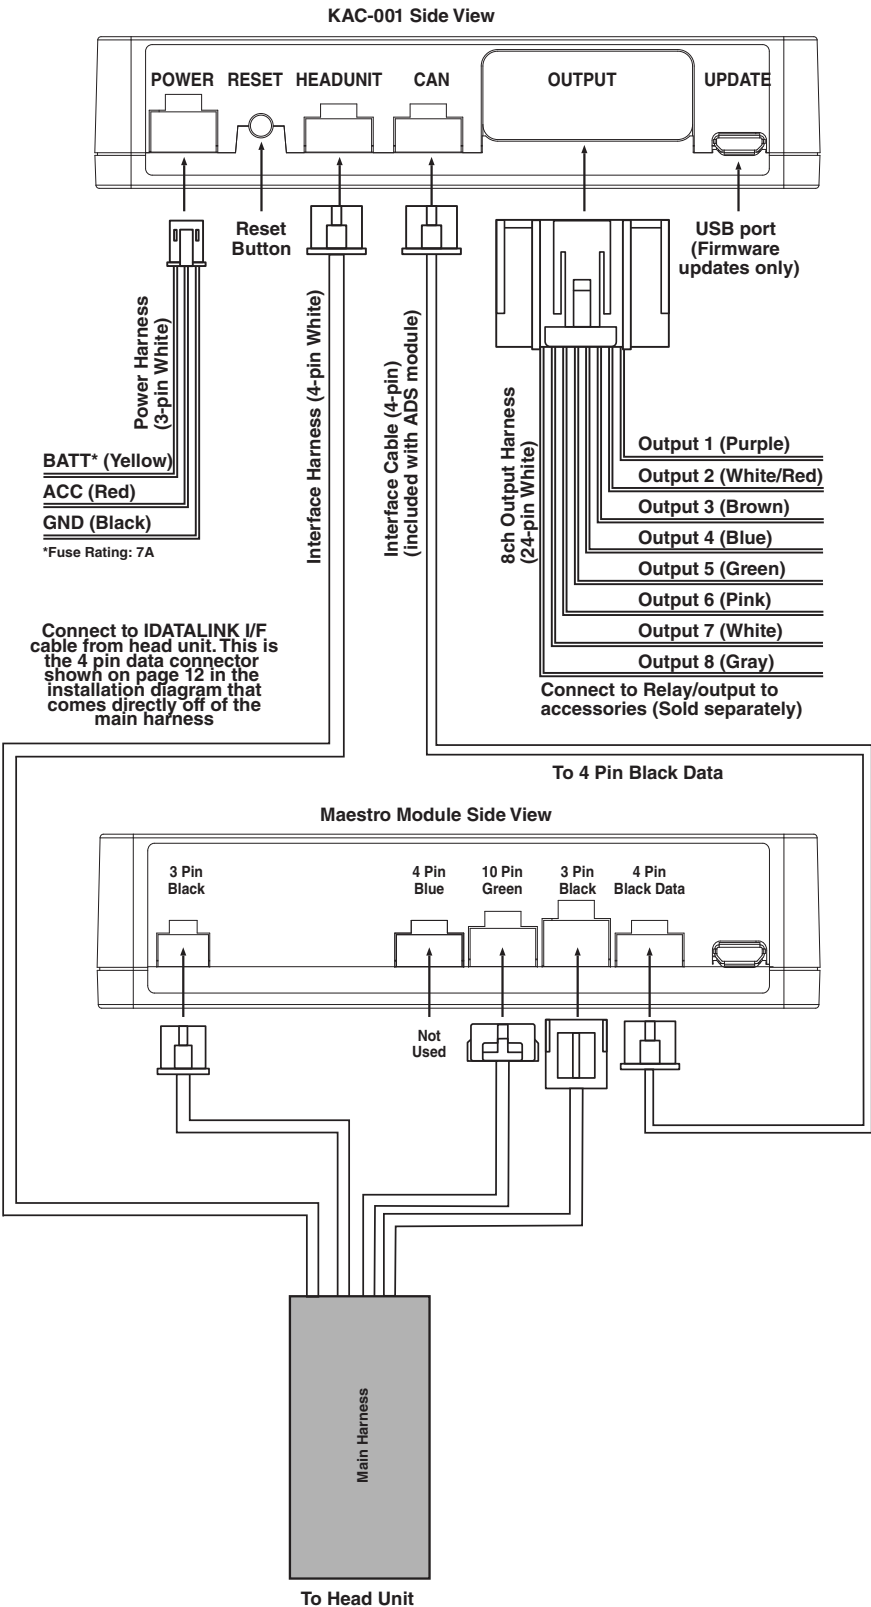 KAC-001 Side View
POWER
RESET
HEADUNIT
CAN
OUTPUT
UPDATE
Reset
Button
USB port
(Firmware
updates only)
Power Harness
(3-pin White)
Interface Harness (4-pin White)
Interface Cable (4-pin)
(included with ADS module)
8ch Output Harness
(24-pin White)
BATT* (Yellow)
ACC (Red)
GND (Black)
*Fuse Rating: 7A
Output 1 (Purple)
Output 2 (White/Red)
Output 3 (Brown)
Output 4 (Blue)
Output 5 (Green)
Output 6 (Pink)
Output 7 (White)
Output 8 (Gray)
Connect to Relay/output to
accessories (Sold separately)
Connect to IDATALINK I/F
cable from head unit. This is
the 4 pin data connector
shown on page 12 in the
installation diagram that
comes directly off of the
main harness
To 4 Pin Black Data
Maestro Module Side View
3 Pin
Black
4 Pin
Blue
10 Pin
Green
3 Pin
Black
4 Pin
Black Data
Not
Used
Main Harness
To Head Unit